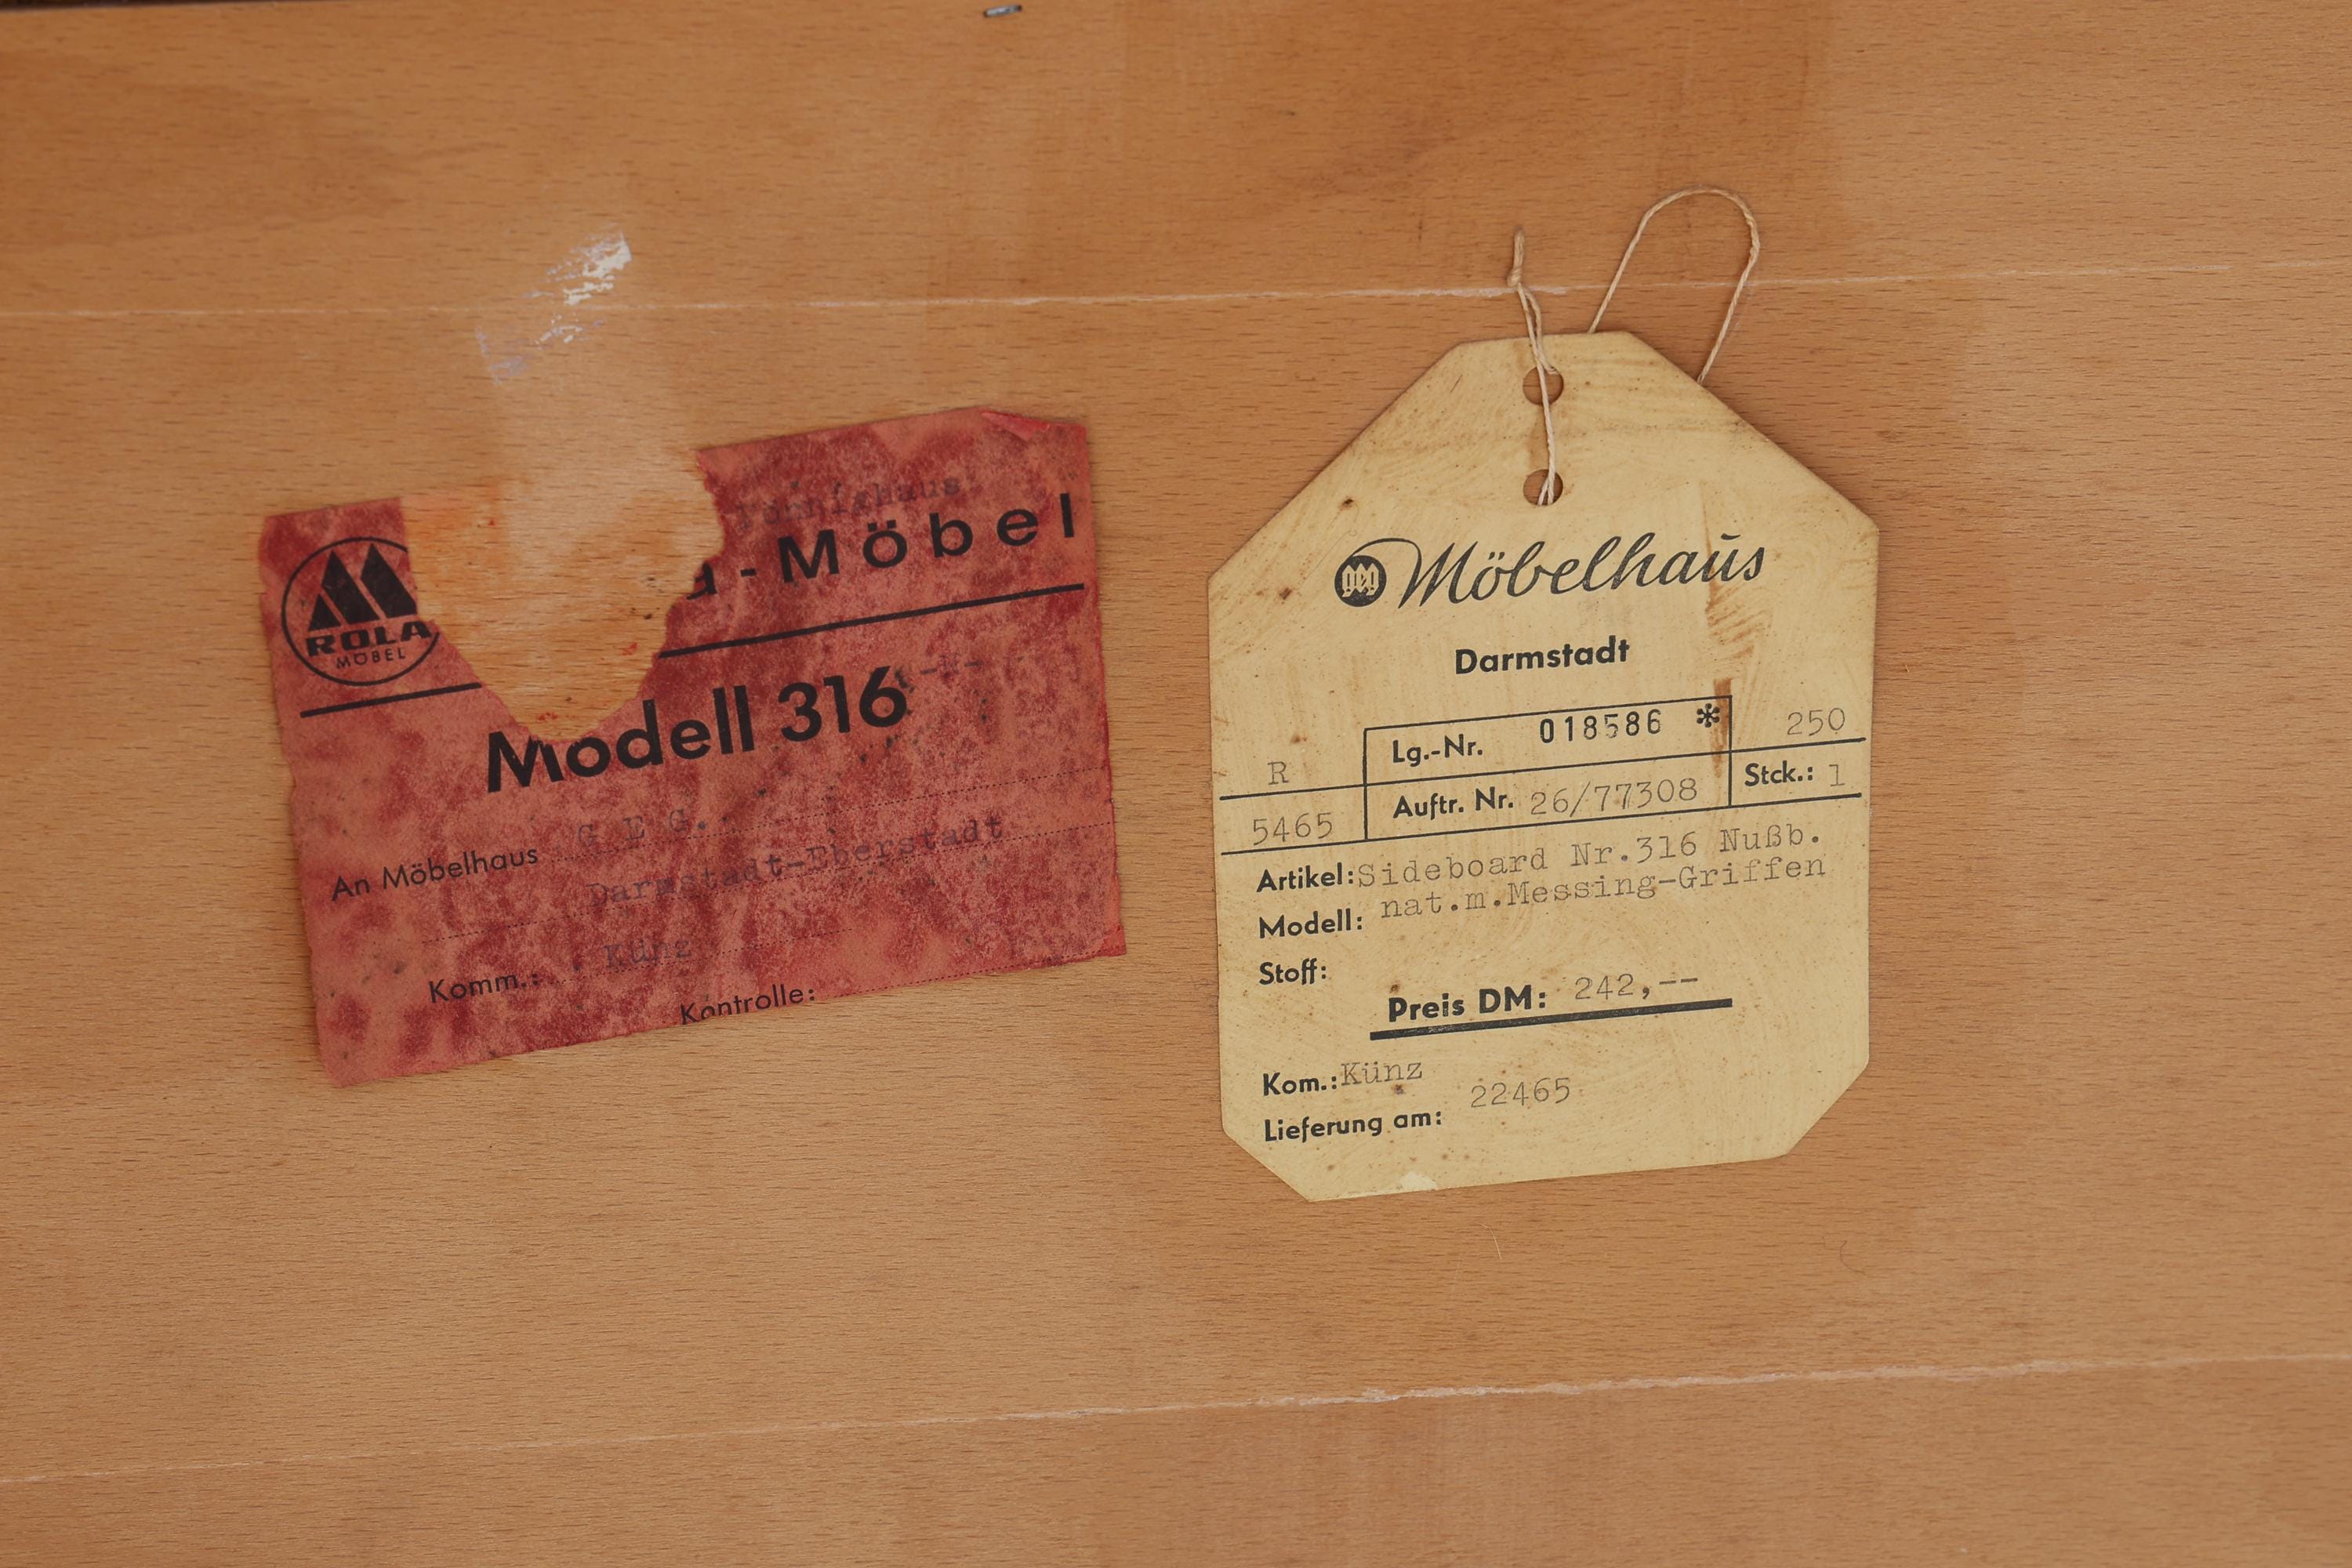 ROLA
MÖBEL
a-Möbel
Modell 316
An Möbelhaus G E G.
Darmstadt-Eberstadt
Komm.: Künz
Kontrolle:
GEG Möbelhaus
Darmstadt
R Lg.-Nr. 018586 * 250
5465 Auftr. Nr. 26/77308 Stck.: 1
Artikel: Sideboard Nr.316 Nußb.
Modell: nat.m.Messing-Griffen
Stoff:
Preis DM: 242,--
Kom.: Künz
Lieferung am: 22465